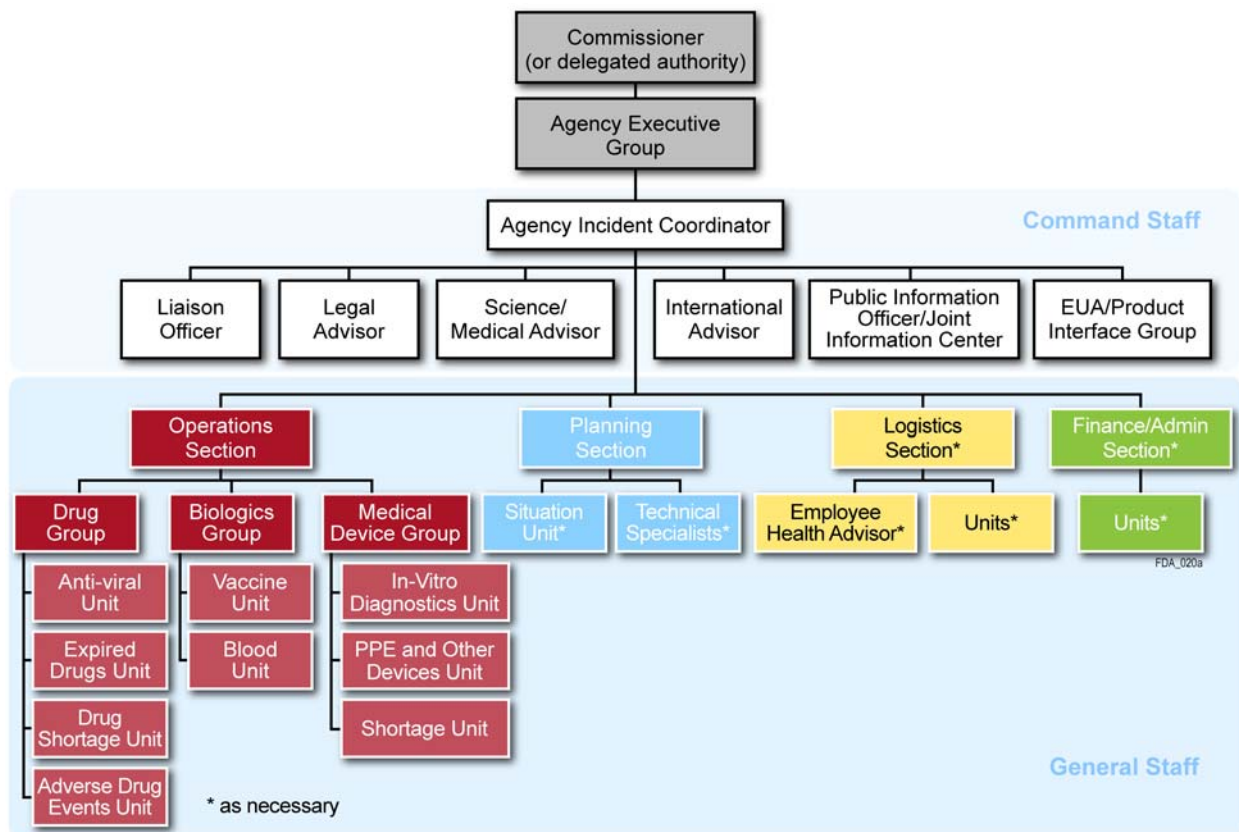 Commissioner
(or delegated authority)
Agency Executive
Group
Agency Incident Coordinator
Command Staff
Liaison
Officer
Legal
Advisor
Science/
Medical Advisor
International
Advisor
Public Information
Officer/Joint
Information Center
EUA/Product
Interface Group
Operations
Section
Planning
Section
Logistics
Section*
Finance/Admin
Section*
Drug
Group
Biologics
Group
Medical
Device Group
Situation
Unit*
Technical
Specialists*
Employee
Health Advisor*
Units*
Units*
FDA_020a
Anti-viral
Unit
Vaccine
Unit
In-Vitro
Diagnostics Unit
Expired
Drugs Unit
Blood
Unit
PPE and Other
Devices Unit
Drug
Shortage Unit
Shortage Unit
Adverse Drug
Events Unit
* as necessary
General Staff